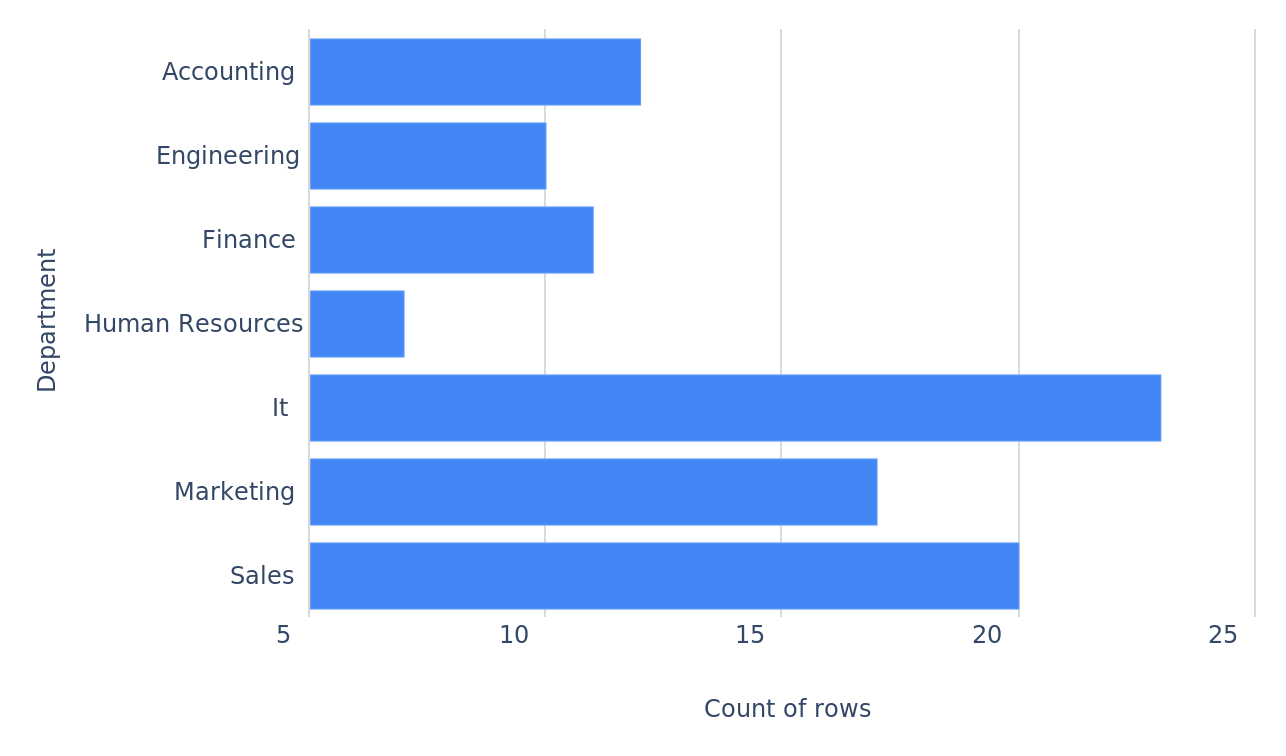 Accounting
Engineering
Finance
Human Resources
It
Marketing
Sales
Department
5 10 15 20 25
Count of rows